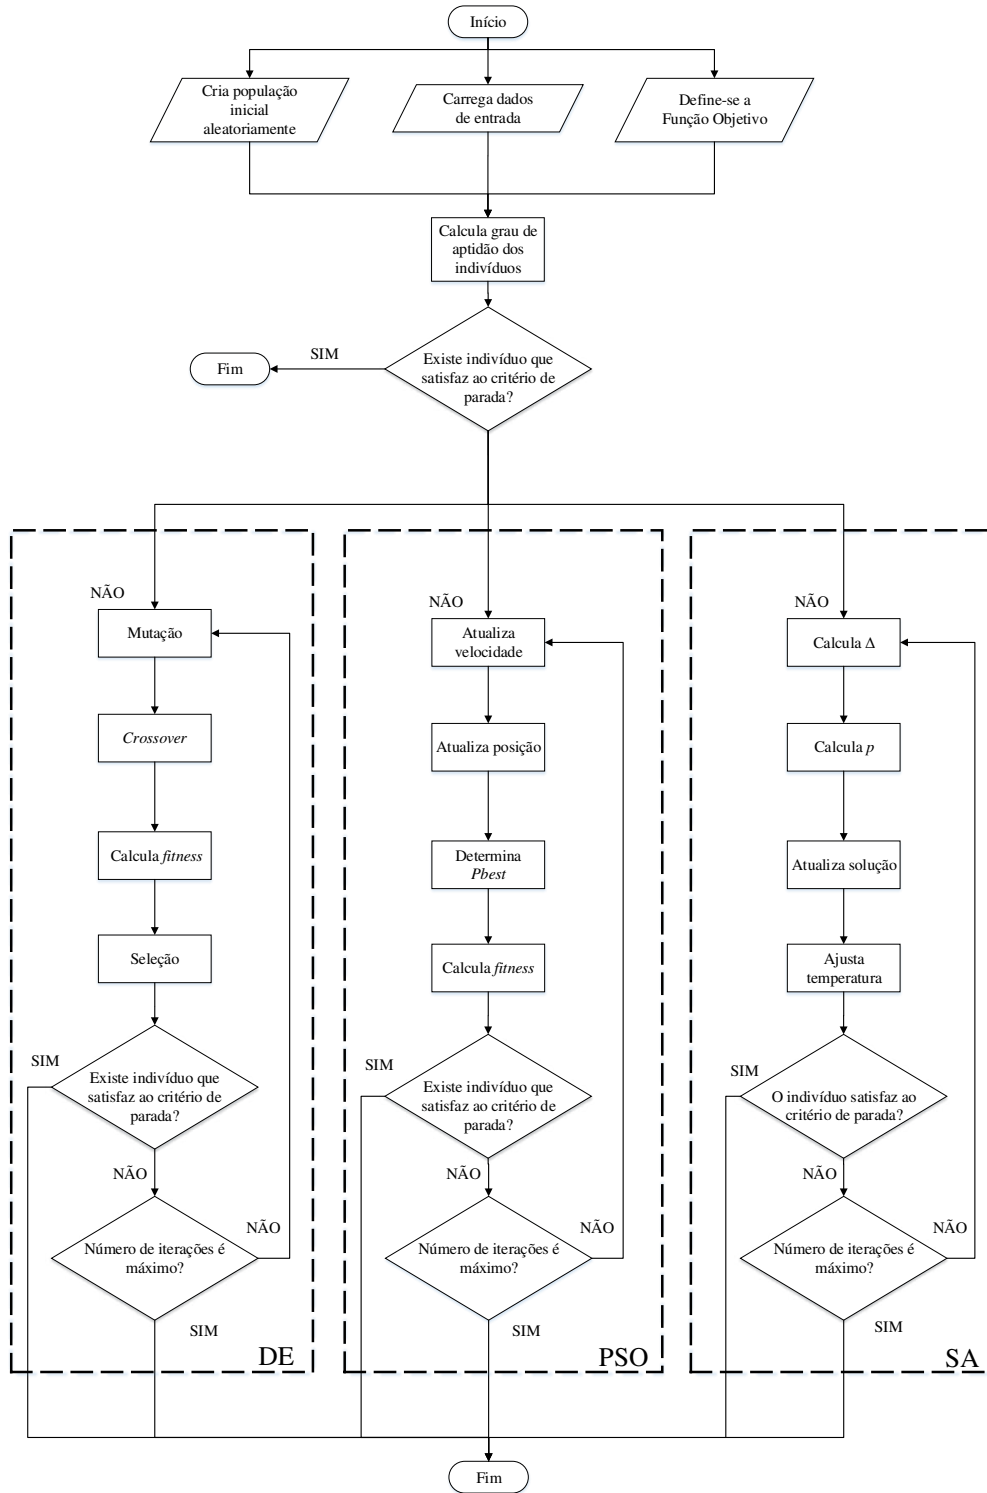 Início
Cria população
inicial
aleatoriamente
Carrega dados
de entrada
Define-se a
Função Objetivo
Calcula grau de
aptidão dos
indivíduos
Existe indivíduo que
satisfaz ao critério de
parada?
SIM
Fim
NÃO
Mutação
Crossover
Calcula fitness
Seleção
Existe indivíduo que
satisfaz ao critério de
parada?
SIM
NÃO
Número de iterações é
máximo?
NÃO
SIM
DE
NÃO
Atualiza
velocidade
Atualiza posição
Determina
Pbest
Calcula fitness
Existe indivíduo que
satisfaz ao critério de
parada?
SIM
NÃO
Número de iterações é
máximo?
NÃO
SIM
PSO
NÃO
Calcula Δ
Calcula p
Atualiza solução
Ajusta
temperatura
O indivíduo satisfaz ao
critério de parada?
SIM
NÃO
Número de iterações é
máximo?
NÃO
SIM
SA
Fim